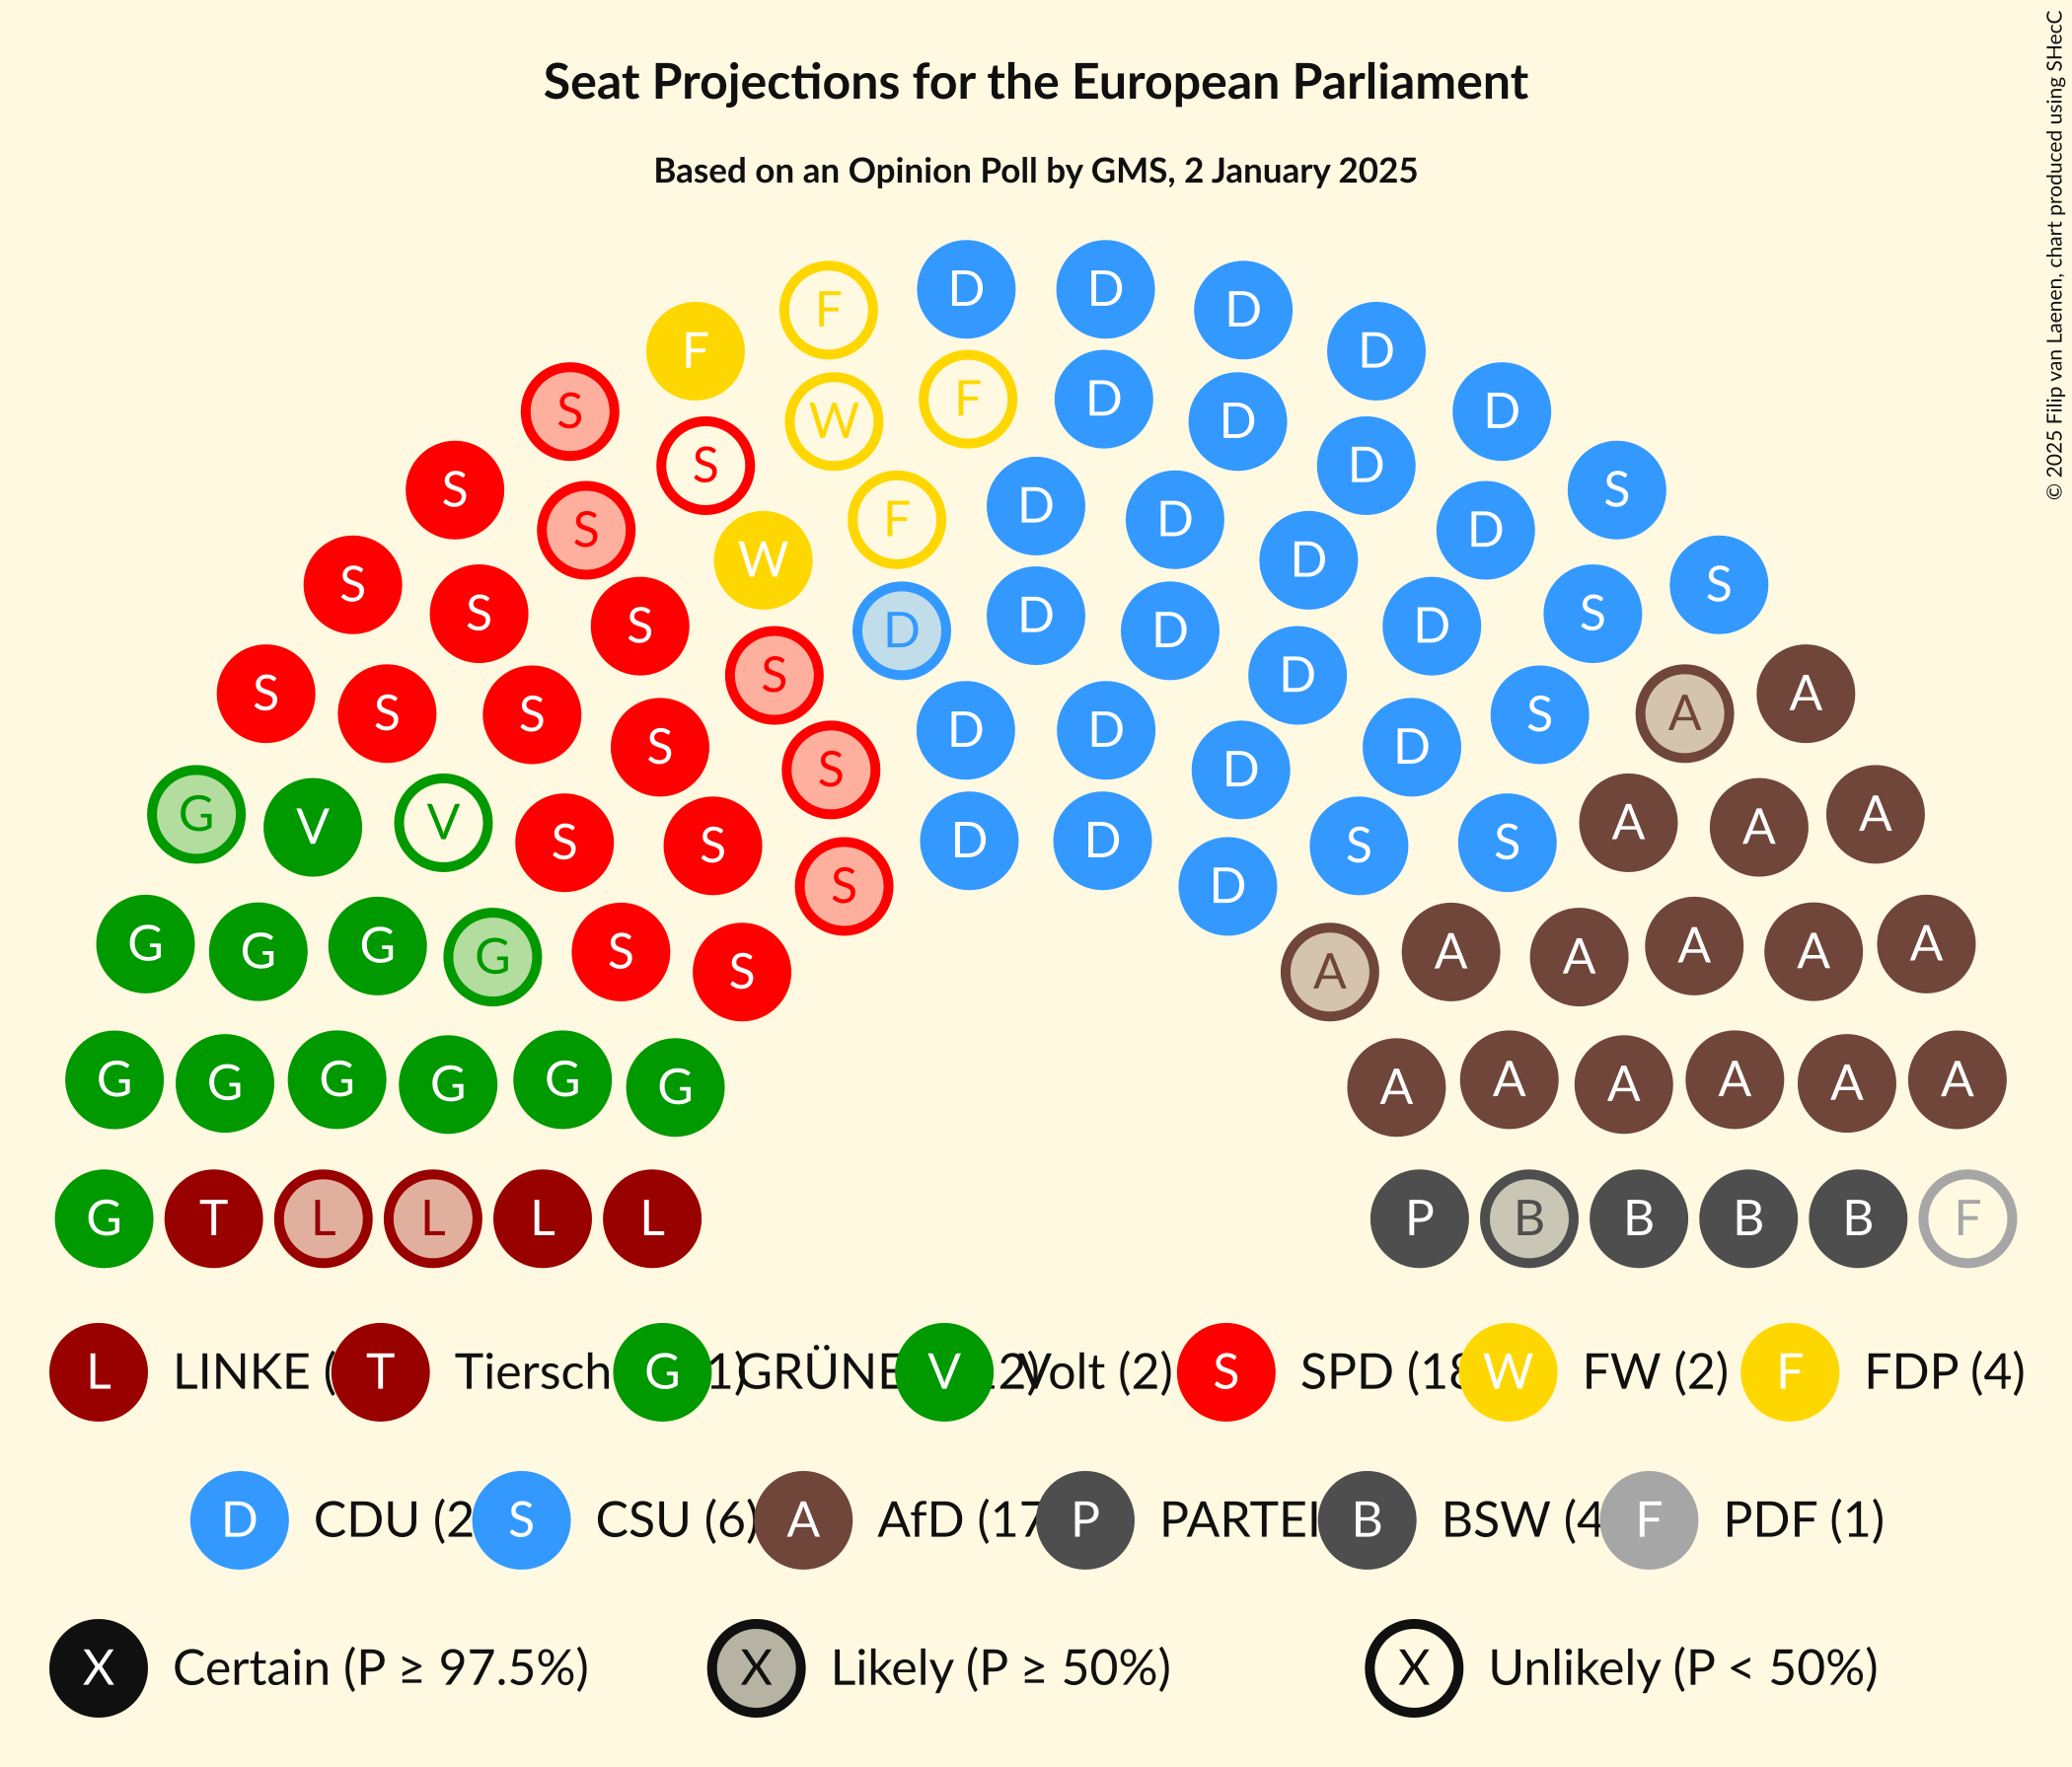 Seat Projections for the European Parliament
Based on an Opinion Poll by GMS, 2 January 2025
© 2025 Filip van Laenen, chart produced using SHecC
D D
F D
F D
F D
W D
S D
S D
S S
D D
S D
F D
S D
W D
S S
S S
S D
D D
S D
S A
S A
S S
D D
S D
S D
G A
V A
V A
S S
D D
S S
S D
G A
G A
G A
G A
S A
S A
G G G G G G A A A A A A
G T L L L L P B B B B F
L LINKE ( T Tiersch G 1) GRÜNE V 2) Volt (2) S SPD (18 W FW (2) F FDP (4)
D CDU (2 S CSU (6) A AfD (17 P PARTEI B BSW (4 F PDF (1)
X Certain (P ≥ 97.5%) X Likely (P ≥ 50%) X Unlikely (P < 50%)